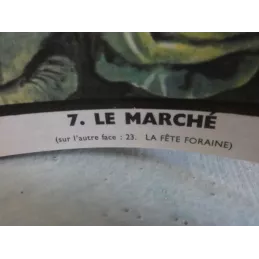 7. LE MARCHÉ
(sur l'autre face : 23. LA FÊTE FORAINE)